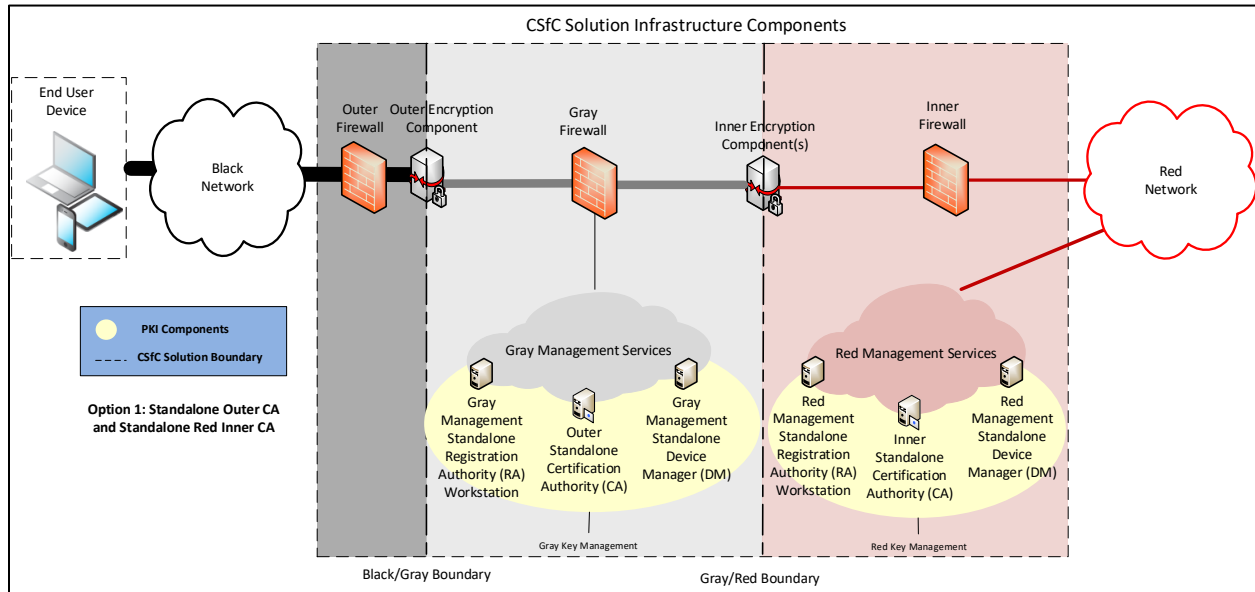 CSfC Solution Infrastructure Components
End User
Device
Black
Network
Outer
Firewall
Outer Encryption
Component
Gray
Firewall
Inner Encryption
Component(s)
Inner
Firewall
Red
Network
PKI Components
CSfC Solution Boundary
Option 1: Standalone Outer CA
and Standalone Red Inner CA
Gray Management Services
Gray
Management
Standalone
Registration
Authority (RA)
Workstation
Outer
Standalone
Certification
Authority (CA)
Gray
Management
Standalone
Device
Manager (DM)
Gray Key Management
Red Management Services
Red
Management
Standalone
Registration
Authority (RA)
Workstation
Inner
Standalone
Certification
Authority (CA)
Red
Management
Standalone
Device
Manager (DM)
Red Key Management
Black/Gray Boundary
Gray/Red Boundary